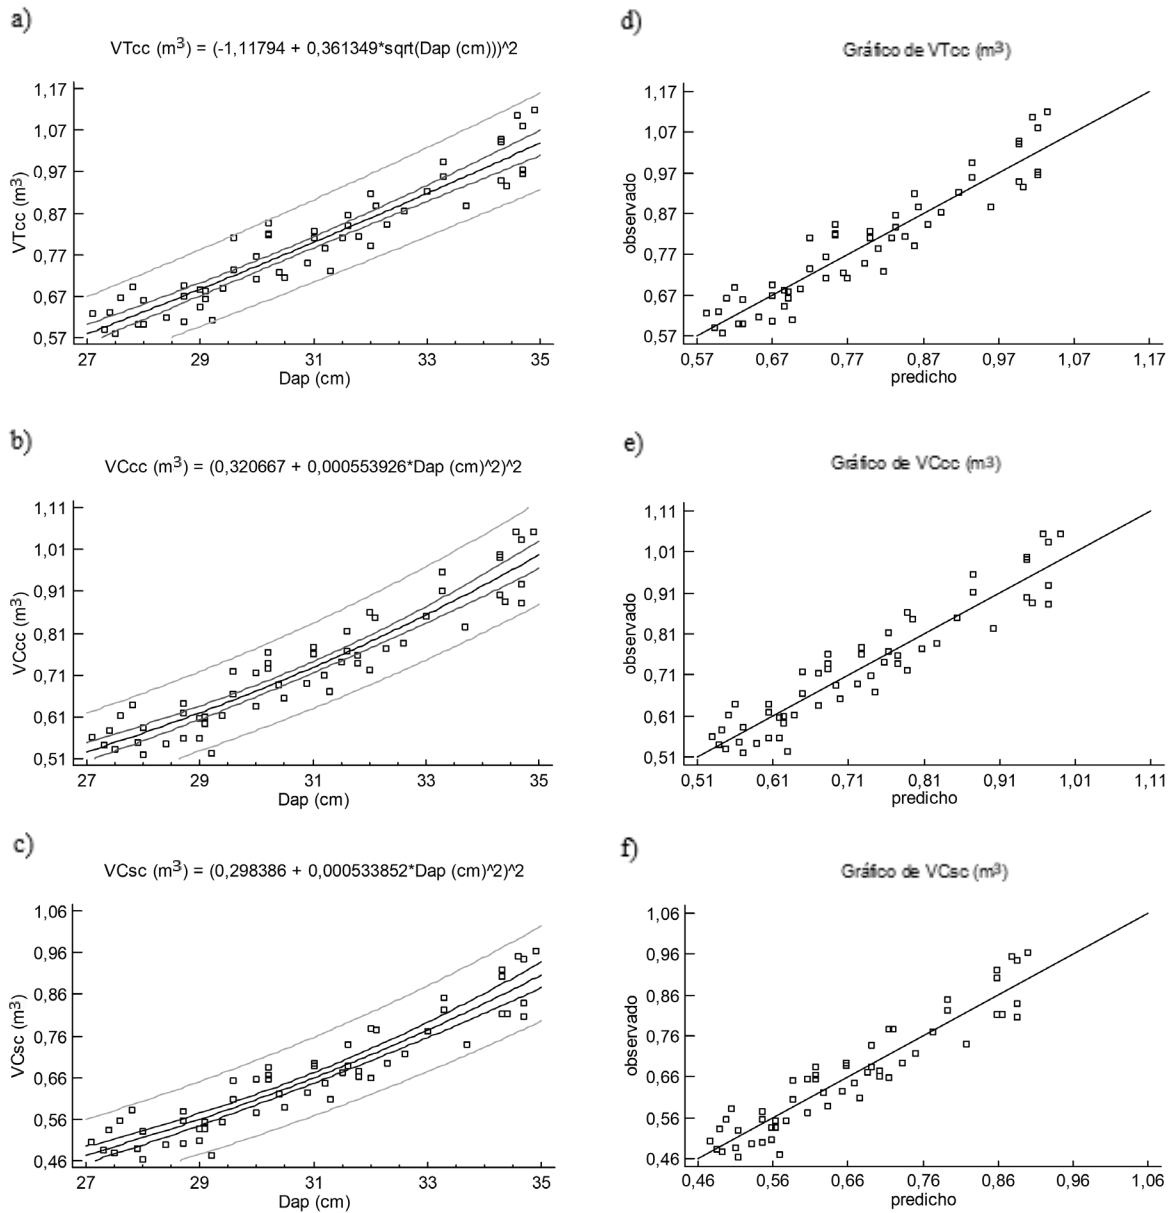 a)
VTcc (m3) = (-1,11794 + 0,361349*sqrt(Dap (cm)))^2
VTcc (m3)
1,17
1,07
0,97
0,87
0,77
0,67
0,57
27 29 31 33 35
Dap (cm)
d)
Gráfico de VTcc (m3)
observado
1,17
1,07
0,97
0,87
0,77
0,67
0,57
0,57 0,67 0,77 0,87 0,97 1,07 1,17
predicho
b)
VCcc (m3) = (0,320667 + 0,000553926*Dap (cm)^2)^2
VCcc (m3)
1,11
1,01
0,91
0,81
0,71
0,61
0,51
27 29 31 33 35
Dap (cm)
e)
Gráfico de VCcc (m3)
observado
1,11
1,01
0,91
0,81
0,71
0,61
0,51
0,51 0,61 0,71 0,81 0,91 1,01 1,11
predicho
c)
VCsc (m3) = (0,298386 + 0,000533852*Dap (cm)^2)^2
VCsc (m3)
1,06
0,96
0,86
0,76
0,66
0,56
0,46
27 29 31 33 35
Dap (cm)
f)
Gráfico de VCsc (m3)
observado
1,06
0,96
0,86
0,76
0,66
0,56
0,46
0,46 0,56 0,66 0,76 0,86 0,96 1,06
predicho